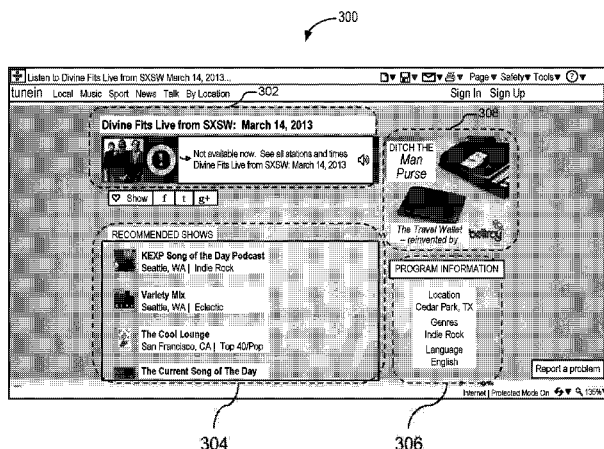 300
Listen to Divine Fits Live from SXSW March 14, 2013...
Page Safety Tools
tunein Local Music Sport News Talk By Location
302
Sign In Sign Up
Divine Fits Live from SXSW: March 14, 2013
Not available now. See all stations and times
Divine Fits Live from SXSW: March 14, 2013
Show f t g+
308
DITCH THE
Man
Purse
The Travel Wallet
– reinvented by
bellroy
RECOMMENDED SHOWS
KEXP Song of the Day Podcast
Seattle, WA | Indie Rock
Variety Mix
Seattle, WA | Eclectic
The Cool Lounge
San Francisco, CA | Top 40/Pop
The Current Song of The Day
PROGRAM INFORMATION
Location
Cedar Park, TX
Genres
Indie Rock
Language
English
Report a problem
Internet | Protected Mode On 135%
304
306